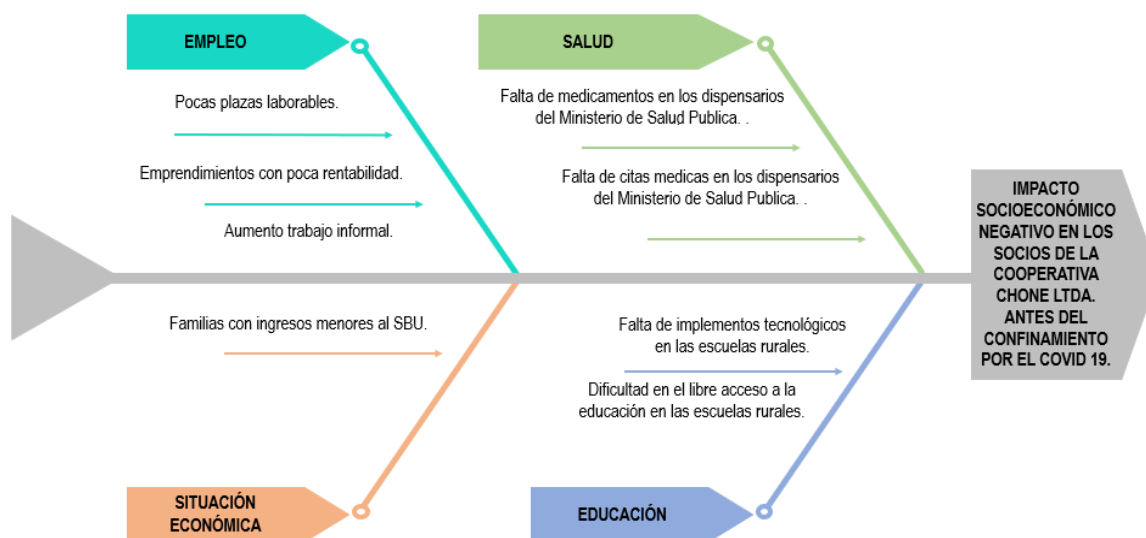 EMPLEO
Pocas plazas laborables.
Emprendimientos con poca rentabilidad.
Aumento trabajo informal.
SALUD
Falta de medicamentos en los dispensarios
del Ministerio de Salud Publica. .
Falta de citas medicas en los dispensarios
del Ministerio de Salud Publica. .
IMPACTO
SOCIOECONÓMICO
NEGATIVO EN LOS
SOCIOS DE LA
COOPERATIVA
CHONE LTDA.
ANTES DEL
CONFINAMIENTO
POR EL COVID 19.
Familias con ingresos menores al SBU.
SITUACIÓN
ECONÓMICA
Falta de implementos tecnológicos
en las escuelas rurales.
Dificultad en el libre acceso a la
educación en las escuelas rurales.
EDUCACIÓN